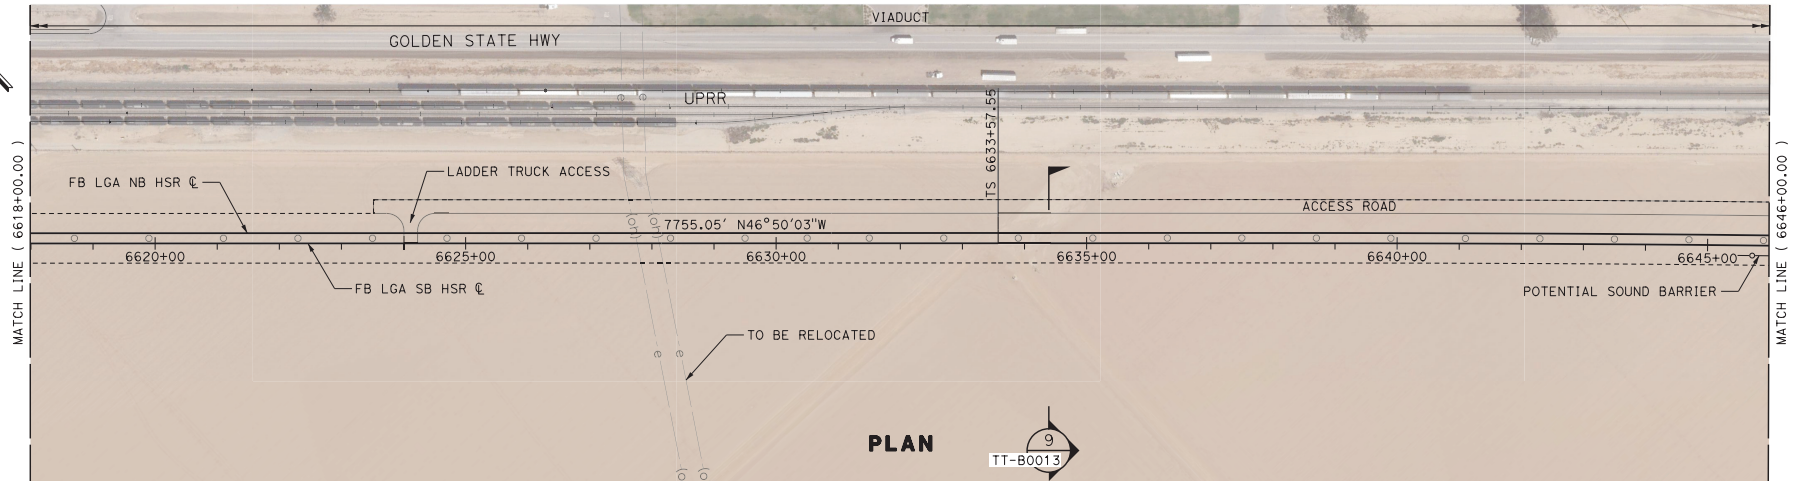 VIADUCT
GOLDEN STATE HWY
UPRR
TS 6633+57.55
LADDER TRUCK ACCESS
FB LGA NB HSR ℄
ACCESS ROAD
7755.05' N46°50'03"W
6620+00 6625+00 6630+00 6635+00 6640+00 6645+00
FB LGA SB HSR ℄
POTENTIAL SOUND BARRIER
TO BE RELOCATED
MATCH LINE ( 6618+00.00 )
MATCH LINE ( 6646+00.00 )
e e
(oh) (oh)
e e
PLAN
9
TT-B0013